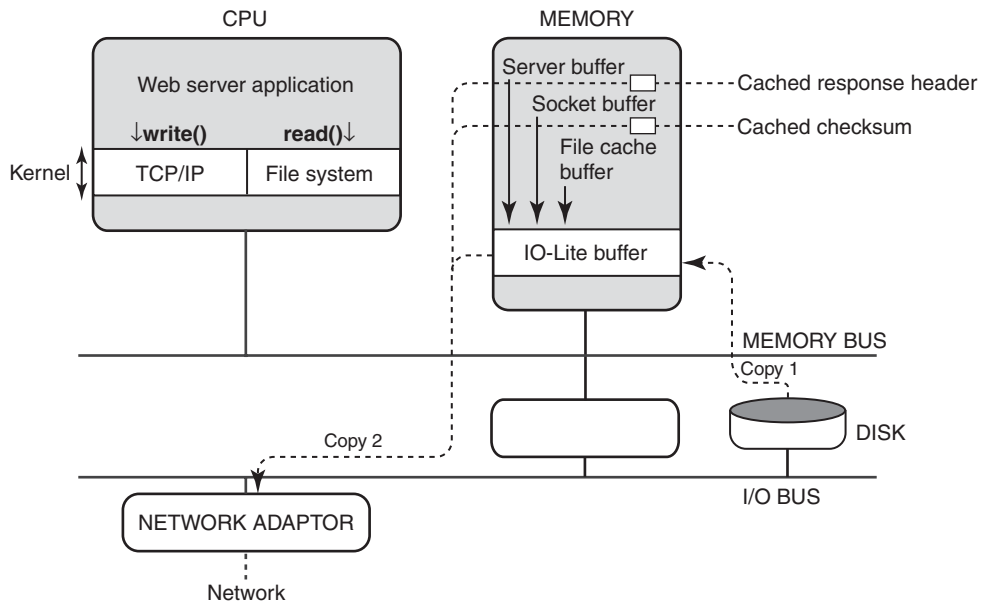 CPU
MEMORY
Web server application
↓write()
read()↓
Kernel
TCP/IP
File system
Server buffer
Socket buffer
File cache
buffer
Cached response header
Cached checksum
IO-Lite buffer
MEMORY BUS
Copy 1
DISK
Copy 2
I/O BUS
NETWORK ADAPTOR
Network